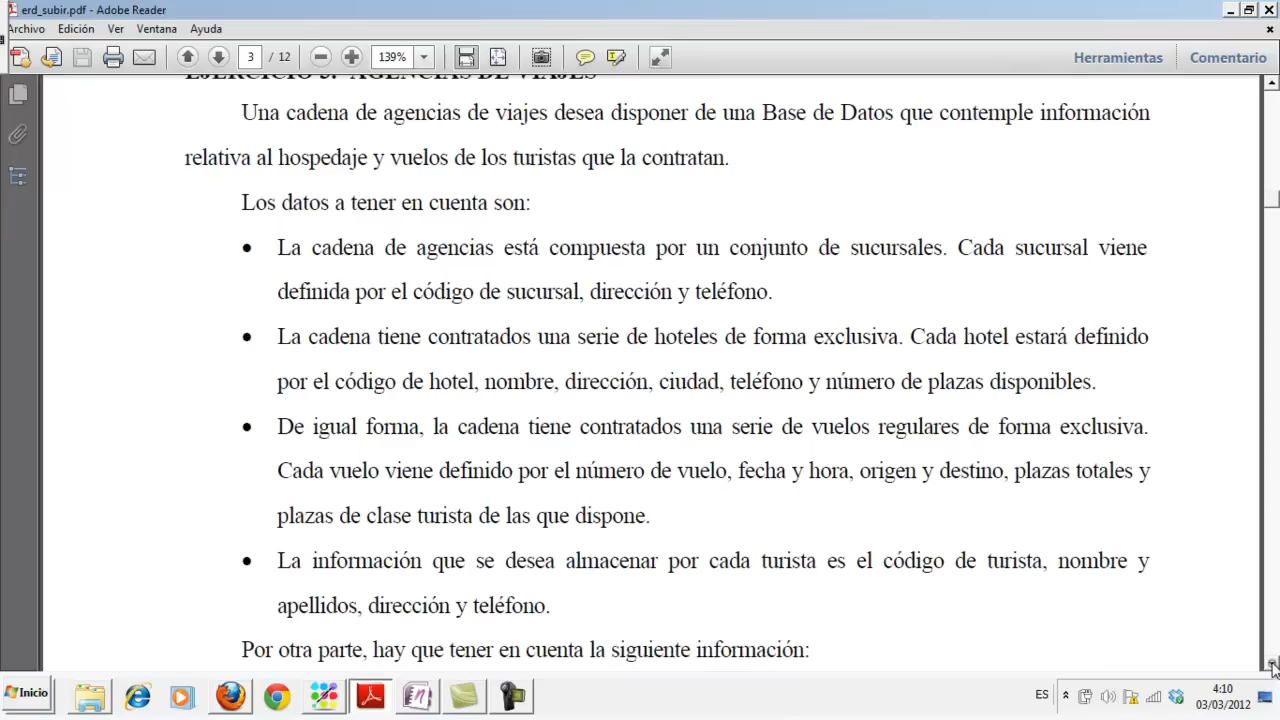 erd_subir.pdf - Adobe Reader
Archivo Edición Ver Ventana Ayuda
3 / 12 139% Herramientas Comentario
EJERCICIO 3: AGENCIAS DE VIAJES
Una cadena de agencias de viajes desea disponer de una Base de Datos que contemple información
relativa al hospedaje y vuelos de los turistas que la contratan.
Los datos a tener en cuenta son:
• La cadena de agencias está compuesta por un conjunto de sucursales. Cada sucursal viene
definida por el código de sucursal, dirección y teléfono.
• La cadena tiene contratados una serie de hoteles de forma exclusiva. Cada hotel estará definido
por el código de hotel, nombre, dirección, ciudad, teléfono y número de plazas disponibles.
• De igual forma, la cadena tiene contratados una serie de vuelos regulares de forma exclusiva.
Cada vuelo viene definido por el número de vuelo, fecha y hora, origen y destino, plazas totales y
plazas de clase turista de las que dispone.
• La información que se desea almacenar por cada turista es el código de turista, nombre y
apellidos, dirección y teléfono.
Por otra parte, hay que tener en cuenta la siguiente información:
Inicio
ES
4:10
03/03/2012